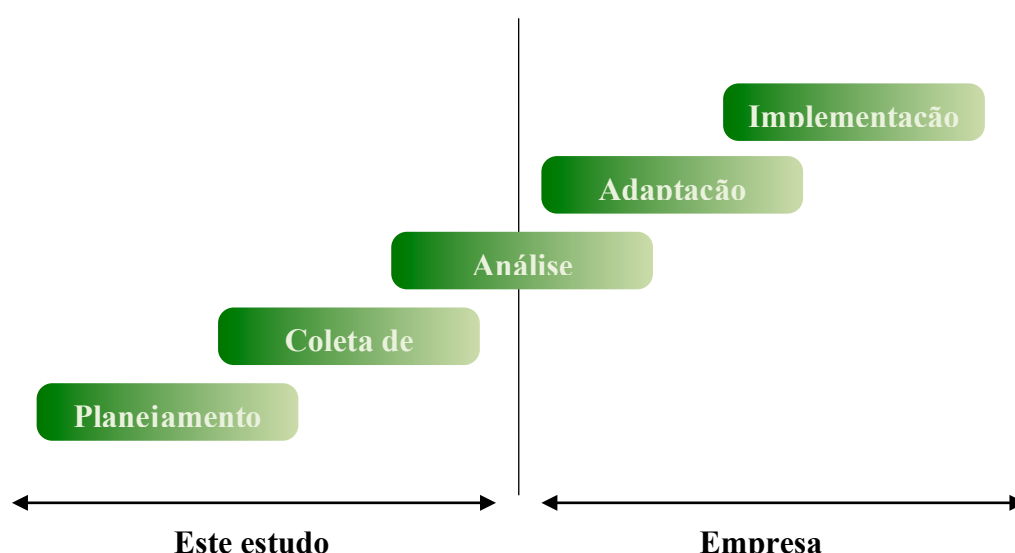 Implementação
Adaptação
Análise
Coleta de
Planejamento
Este estudo
Empresa